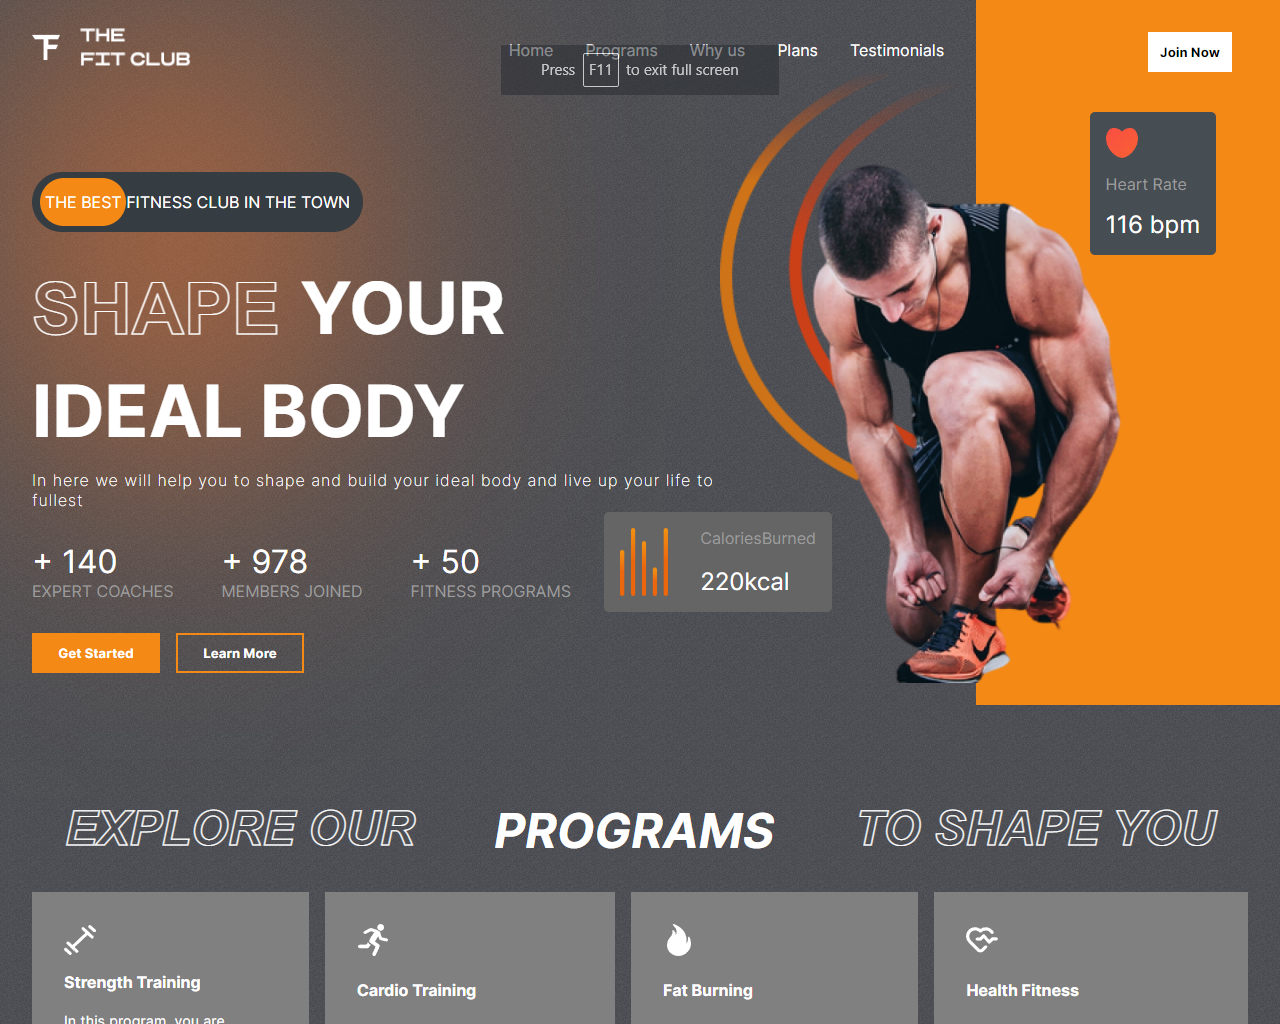 THE
FIT CLUB
Home Programs Why us Plans Testimonials
Join Now
Press F11 to exit full screen
Heart Rate
116 bpm
THE BEST FITNESS CLUB IN THE TOWN
SHAPE YOUR
IDEAL BODY
In here we will help you to shape and build your ideal body and live up your life to
fullest
+ 140
EXPERT COACHES
+ 978
MEMBERS JOINED
+ 50
FITNESS PROGRAMS
CaloriesBurned
220kcal
Get Started
Learn More
EXPLORE OUR PROGRAMS TO SHAPE YOU
Strength Training
In this program, you are
Cardio Training
Fat Burning
Health Fitness